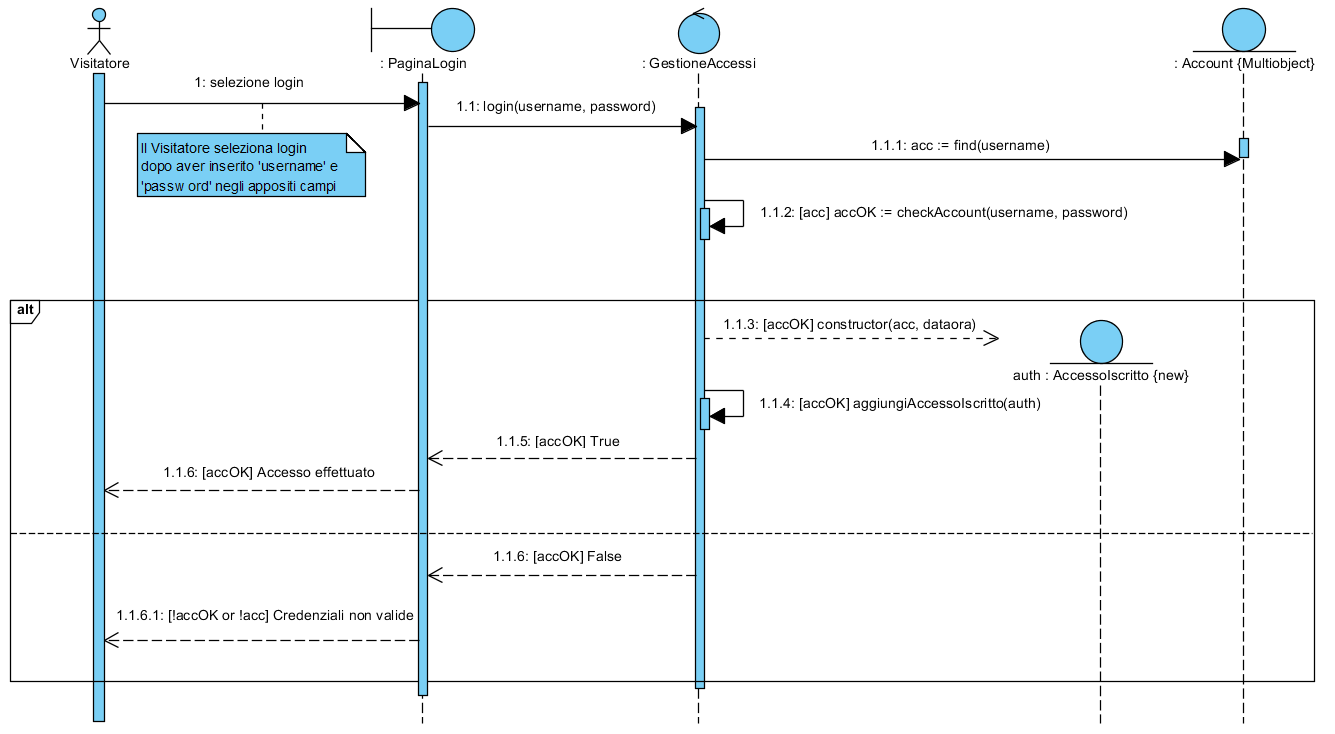 Visitatore
: PaginaLogin
: GestioneAccessi
: Account {Multiobject}
1: selezione login
1.1: login(username, password)
Il Visitatore seleziona login
dopo aver inserito 'username' e
'passw ord' negli appositi campi
1.1.1: acc := find(username)
1.1.2: [acc] accOK := checkAccount(username, password)
alt
1.1.3: [accOK] constructor(acc, dataora)
auth : AccessoIscritto {new}
1.1.4: [accOK] aggiungiAccessoIscritto(auth)
1.1.5: [accOK] True
1.1.6: [accOK] Accesso effettuato
1.1.6: [accOK] False
1.1.6.1: [!accOK or !acc] Credenziali non valide